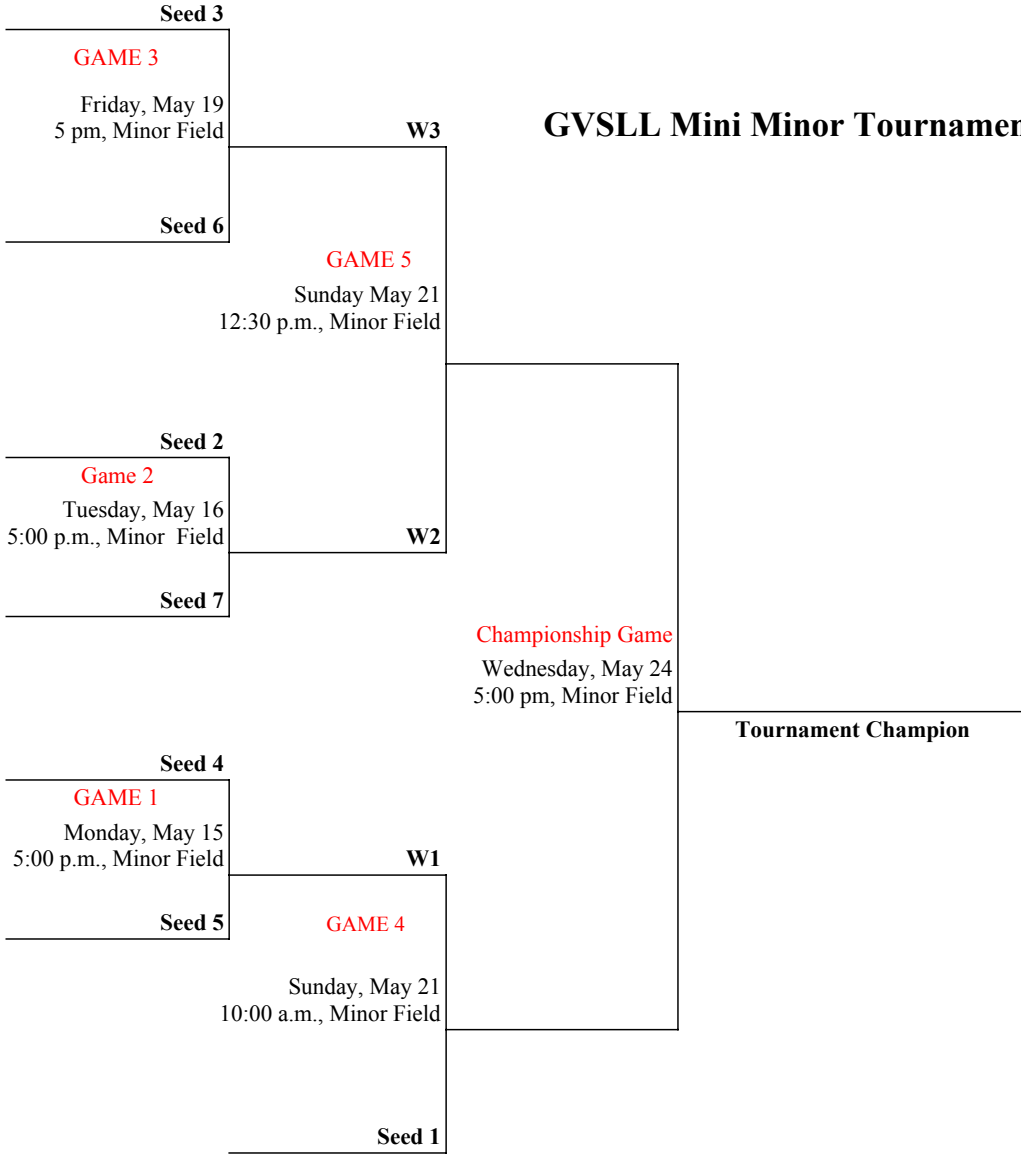 Seed 3
GAME 3
Friday, May 19
5 pm, Minor Field
W3
GVSLL Mini Minor Tournamen
Seed 6
GAME 5
Sunday May 21
12:30 p.m., Minor Field
Seed 2
Game 2
Tuesday, May 16
5:00 p.m., Minor Field
W2
Seed 7
Championship Game
Wednesday, May 24
5:00 pm, Minor Field
Tournament Champion
Seed 4
GAME 1
Monday, May 15
5:00 p.m., Minor Field
W1
Seed 5
GAME 4
Sunday, May 21
10:00 a.m., Minor Field
Seed 1